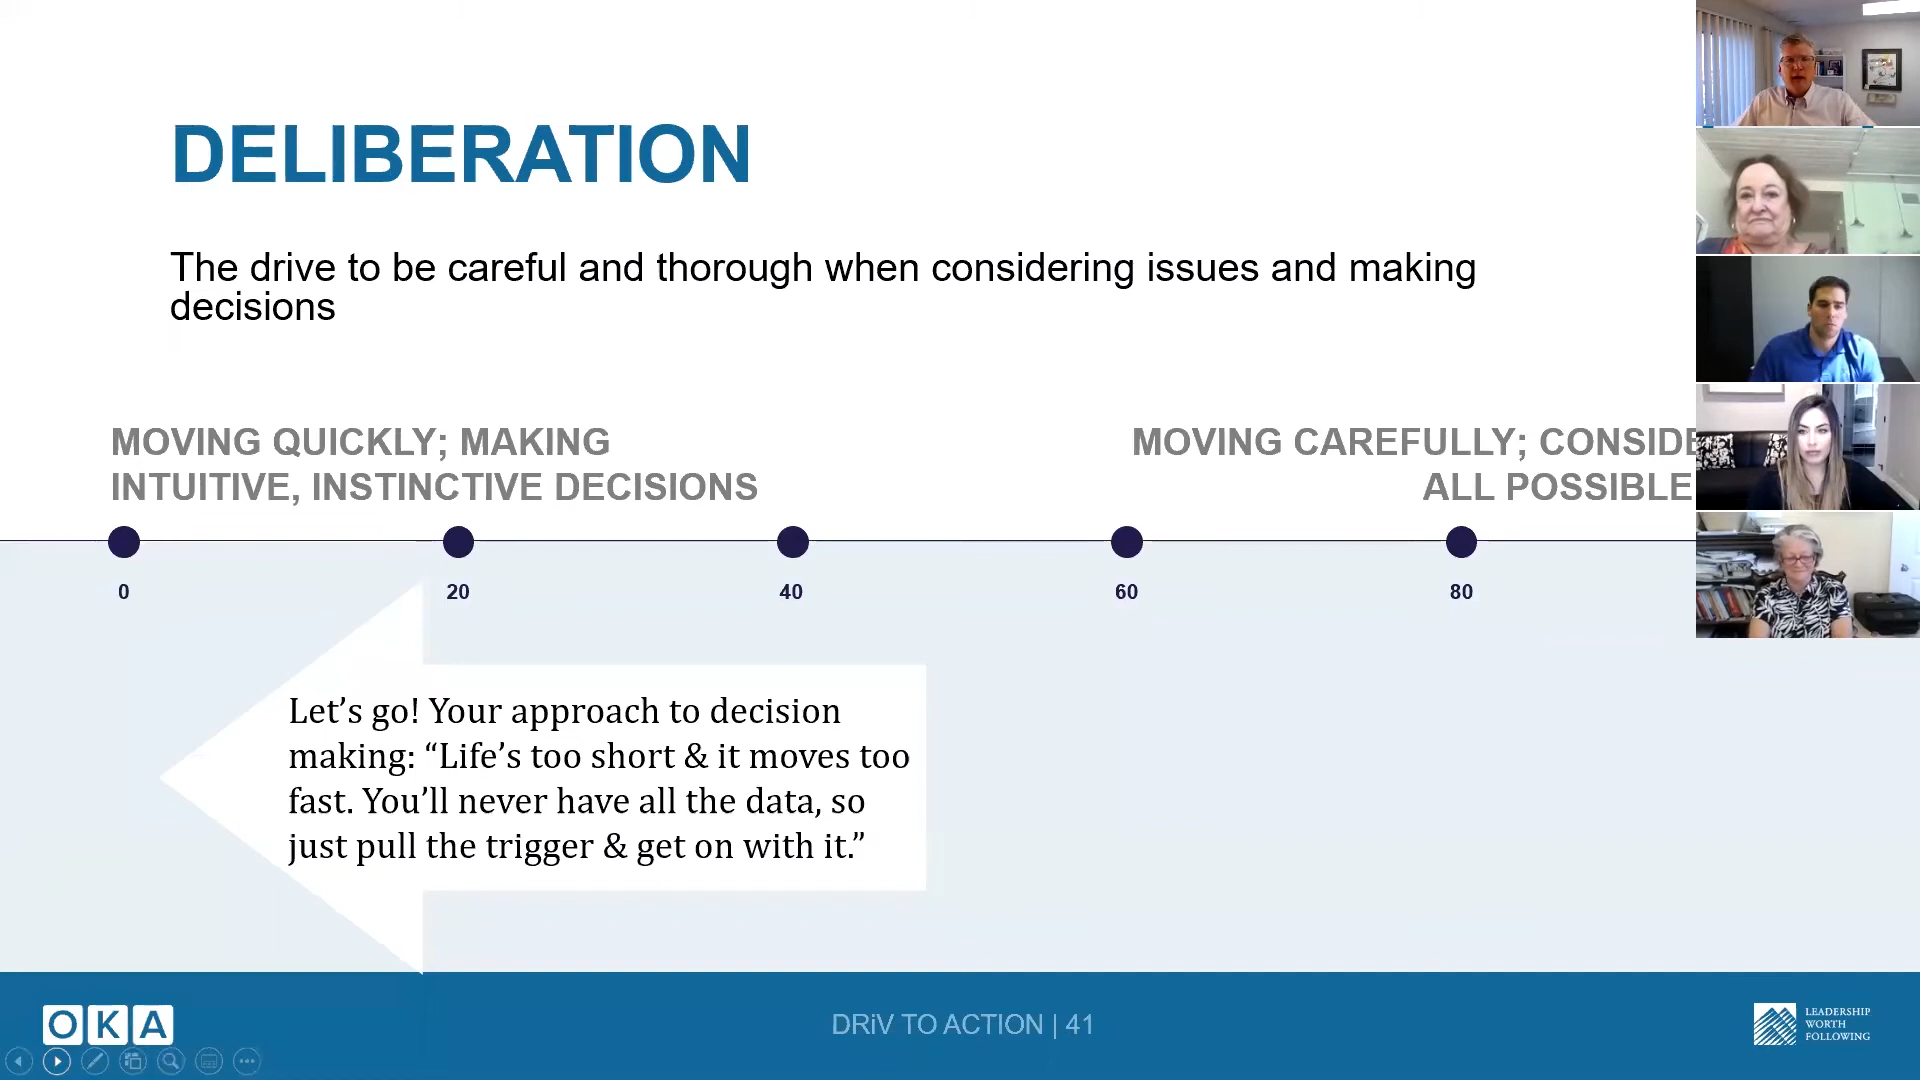 DELIBERATION
The drive to be careful and thorough when considering issues and making
decisions
MOVING QUICKLY; MAKING
INTUITIVE, INSTINCTIVE DECISIONS
MOVING CAREFULLY; CONSIDE
ALL POSSIBLE
0
20
40
60
80
Let’s go! Your approach to decision
making: “Life’s too short & it moves too
fast. You’ll never have all the data, so
just pull the trigger & get on with it.”
OKA
DRiV TO ACTION | 41
LEADERSHIP
WORTH
FOLLOWING